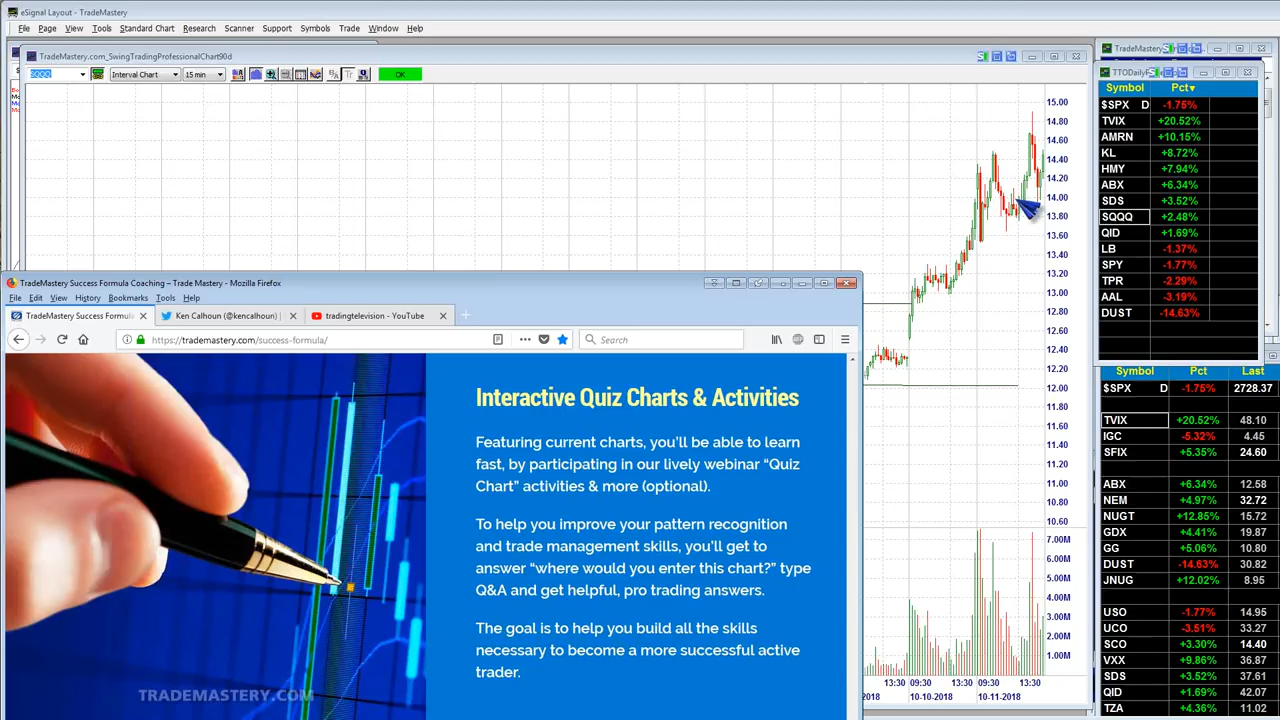 eSignal Layout - TradeMastery
File Page View Tools Standard Chart Research Scanner Support Symbols Trade Window Help
TradeMastery.com_SwingTradingProfessionalChart90d
SQQQ Interval Chart 15 min OK
15.00
14.80
14.60
14.40
14.20
14.00
13.80
13.60
13.40
13.20
13.00
12.80
12.60
12.40
12.20
12.00
11.80
11.60
11.40
11.20
11.00
10.80
10.60
7.00M
6.00M
5.00M
4.00M
3.00M
2.00M
1.00M
13:30 09:30 13:30 09:30 13:30
2018 10-10-2018 10-11-2018
TradeMastery
Symbol Pct▾
$SPX D -1.75%
TVIX +20.52%
AMRN +10.15%
KL +8.72%
HMY +7.94%
ABX +6.34%
SDS +3.52%
SQQQ +2.48%
QID +1.69%
LB -1.37%
SPY -1.77%
TPR -2.29%
AAL -3.19%
DUST -14.63%
Symbol Pct Last
$SPX D -1.75% 2728.37
TVIX +20.52% 48.10
IGC -5.32% 4.45
SFIX +5.35% 24.60
ABX +6.34% 12.58
NEM +4.97% 32.72
NUGT +12.85% 15.72
GDX +4.41% 19.87
GG +5.06% 10.80
DUST -14.63% 30.82
JNUG +12.02% 8.95
USO -1.77% 14.95
UCO -3.51% 33.27
SCO +3.30% 14.40
VXX +9.86% 36.87
SDS +3.52% 37.61
QID +1.69% 42.07
TZA +4.36% 11.02
TradeMastery Success Formula Coaching – Trade Mastery - Mozilla Firefox
File Edit View History Bookmarks Tools Help
TradeMastery Success Formula Ken Calhoun (@kencalhoun) | tradingtelevision - YouTube
https://trademastery.com/success-formula/ Search
Interactive Quiz Charts & Activities
Featuring current charts, you'll be able to learn
fast, by participating in our lively webinar “Quiz
Chart” activities & more (optional).
To help you improve your pattern recognition
and trade management skills, you'll get to
answer “where would you enter this chart?” type
Q&A and get helpful, pro trading answers.
The goal is to help you build all the skills
necessary to become a more successful active
trader.
TRADEMASTERY.COM